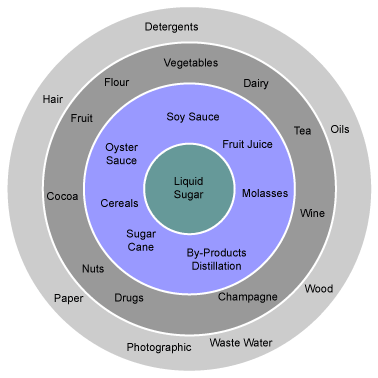 Detergents
Vegetables
Flour
Dairy
Hair
Fruit
Soy Sauce
Tea
Oils
Oyster
Sauce
Fruit Juice
Liquid
Sugar
Cocoa
Cereals
Molasses
Wine
Sugar
Cane
By-Products
Distillation
Nuts
Paper
Drugs
Champagne
Wood
Photographic
Waste Water